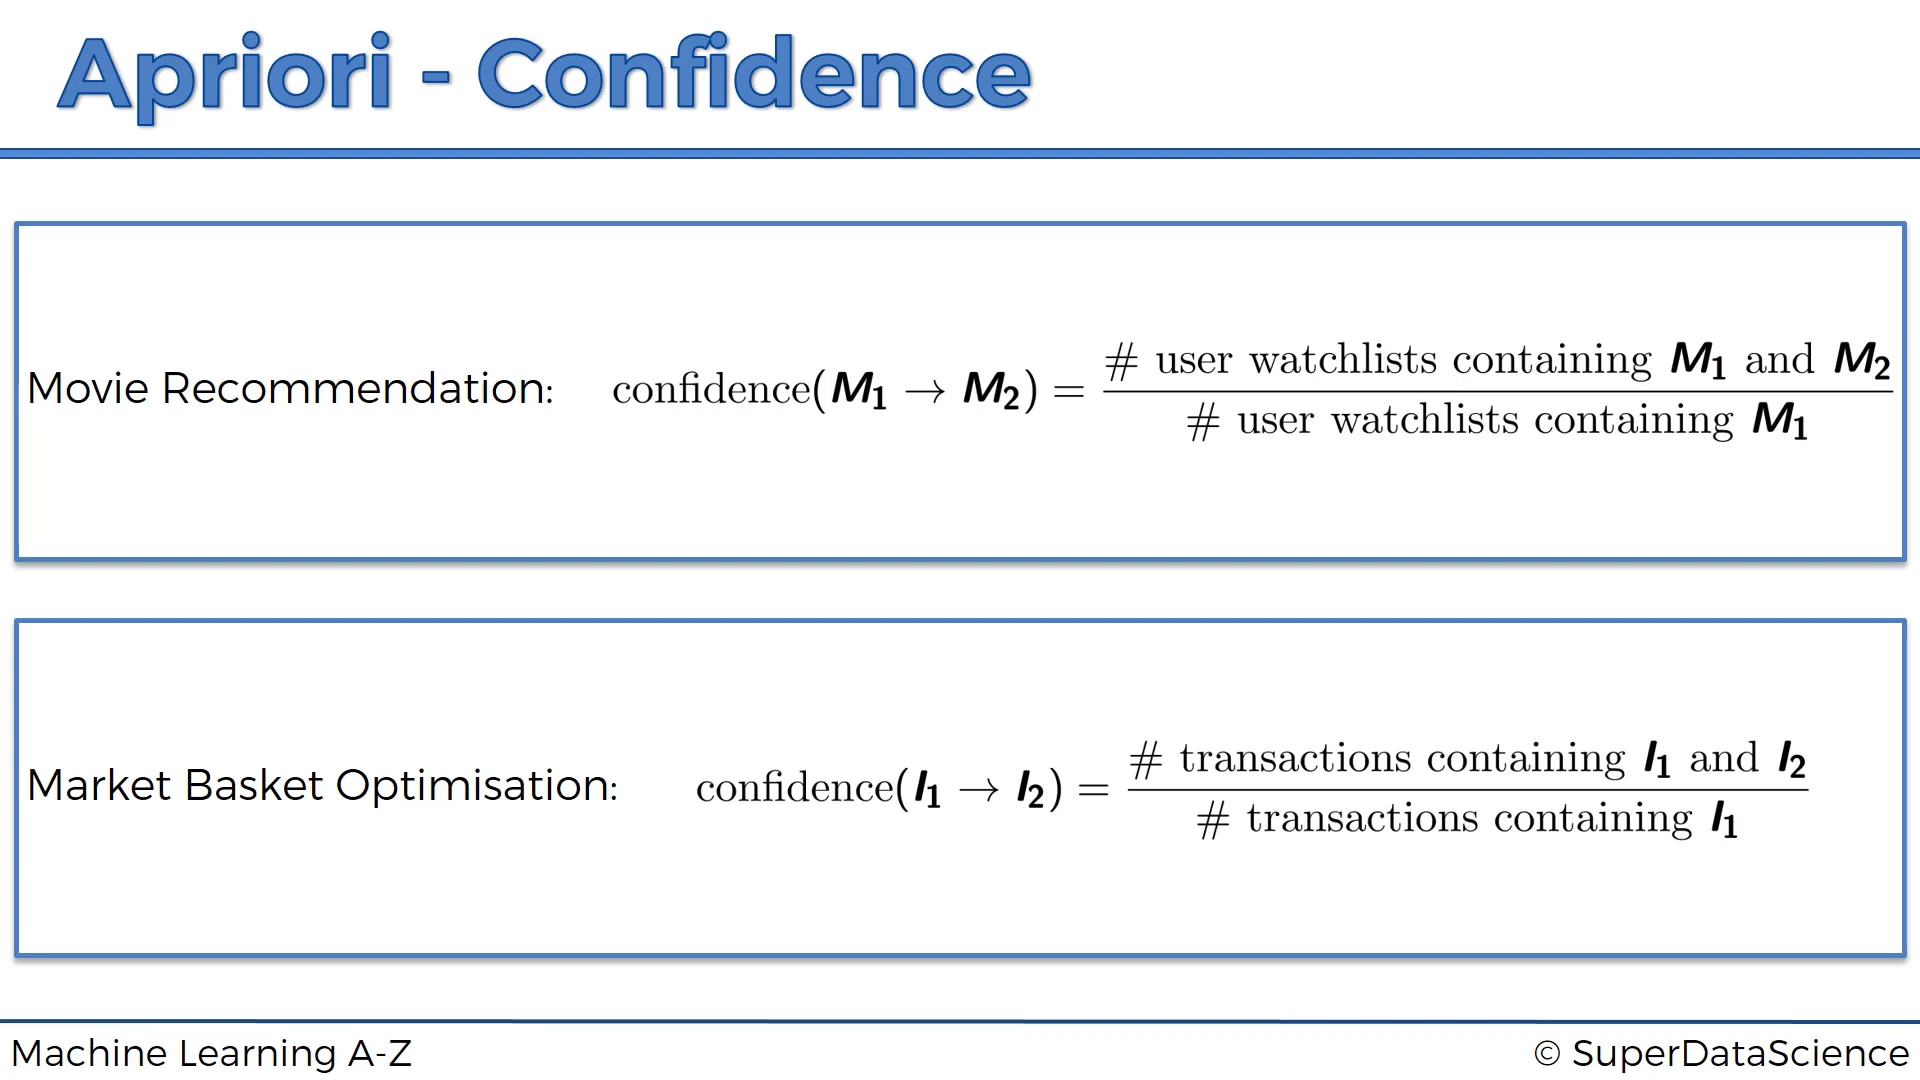 Apriori - Confidence
Movie Recommendation: confidence(M₁ → M₂) = # user watchlists containing M₁ and M₂
# user watchlists containing M₁
Market Basket Optimisation: confidence(I₁ → I₂) = # transactions containing I₁ and I₂
# transactions containing I₁
Machine Learning A-Z © SuperDataScience